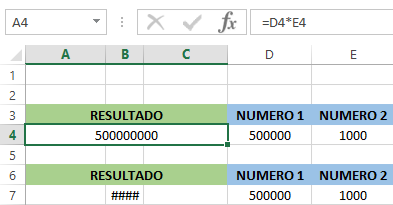 A4 =D4*E4
A B C D E
1
2
3 RESULTADO NUMERO 1 NUMERO 2
4 500000000 500000 1000
5
6 RESULTADO NUMERO 1 NUMERO 2
7 #### 500000 1000